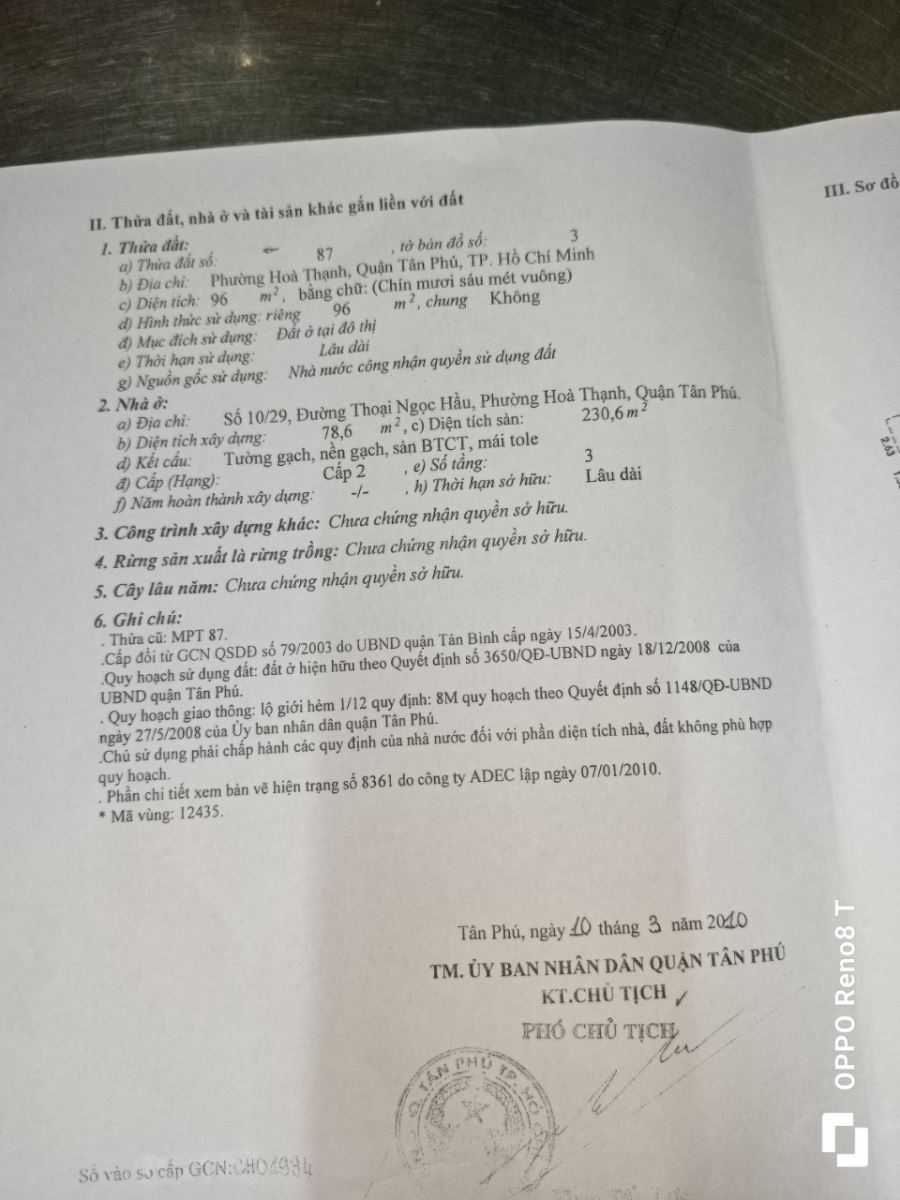 II. Thửa đất, nhà ở và tài sản khác gắn liền với đất
III. Sơ đồ
1. Thửa đất:
a) Thửa đất số: 87 , tờ bản đồ số: 3
b) Địa chỉ: Phường Hoà Thạnh, Quận Tân Phú, TP. Hồ Chí Minh
c) Diện tích: 96 m², bằng chữ: (Chín mươi sáu mét vuông)
d) Hình thức sử dụng: riêng 96 m², chung Không
đ) Mục đích sử dụng: Đất ở tại đô thị
e) Thời hạn sử dụng: Lâu dài
g) Nguồn gốc sử dụng: Nhà nước công nhận quyền sử dụng đất
2. Nhà ở:
a) Địa chỉ: Số 10/29, Đường Thoại Ngọc Hầu, Phường Hoà Thạnh, Quận Tân Phú.
b) Diện tích xây dựng: 78,6 m², c) Diện tích sàn: 230,6 m²
d) Kết cấu: Tường gạch, nền gạch, sàn BTCT, mái tole
đ) Cấp (Hạng): Cấp 2 , e) Số tầng: 3
f) Năm hoàn thành xây dựng: -/- , h) Thời hạn sở hữu: Lâu dài
3. Công trình xây dựng khác: Chưa chứng nhận quyền sở hữu.
4. Rừng sản xuất là rừng trồng: Chưa chứng nhận quyền sở hữu.
5. Cây lâu năm: Chưa chứng nhận quyền sở hữu.
6. Ghi chú:
. Thửa cũ: MPT 87.
.Cấp đổi từ GCN QSDĐ số 79/2003 do UBND quận Tân Bình cấp ngày 15/4/2003.
.Quy hoạch sử dụng đất: đất ở hiện hữu theo Quyết định số 3650/QĐ-UBND ngày 18/12/2008 của
UBND quận Tân Phú.
. Quy hoạch giao thông: lộ giới hẻm 1/12 quy định: 8M quy hoạch theo Quyết định số 1148/QĐ-UBND
ngày 27/5/2008 của Ủy ban nhân dân quận Tân Phú.
.Chủ sử dụng phải chấp hành các quy định của nhà nước đối với phần diện tích nhà, đất không phù hợp
quy hoạch.
. Phần chi tiết xem bản vẽ hiện trạng số 8361 do công ty ADEC lập ngày 07/01/2010.
* Mã vùng: 12435.
2.63
Tân Phú, ngày 10 tháng 3 năm 2010
TM. ỦY BAN NHÂN DÂN QUẬN TÂN PHÚ
KT.CHỦ TỊCH
PHÓ CHỦ TỊCH
Q. TÂN PHÚ TP. HỒ
Số vào sổ cấp GCN:CH01994
OPPO Reno8 T